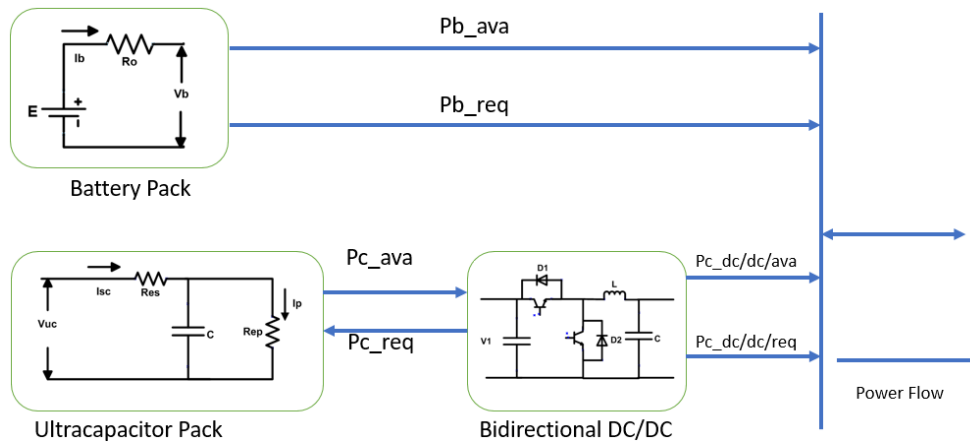 Pb_ava
Ib
Ro
Vb
E
+
Pb_req
Battery Pack
Pc_ava
Pc_req
Isc
Res
Ip
Vuc
C
Rep
Ultracapacitor Pack
D1
L
V1
D2
C
Bidirectional DC/DC
Pc_dc/dc/ava
Pc_dc/dc/req
Power Flow